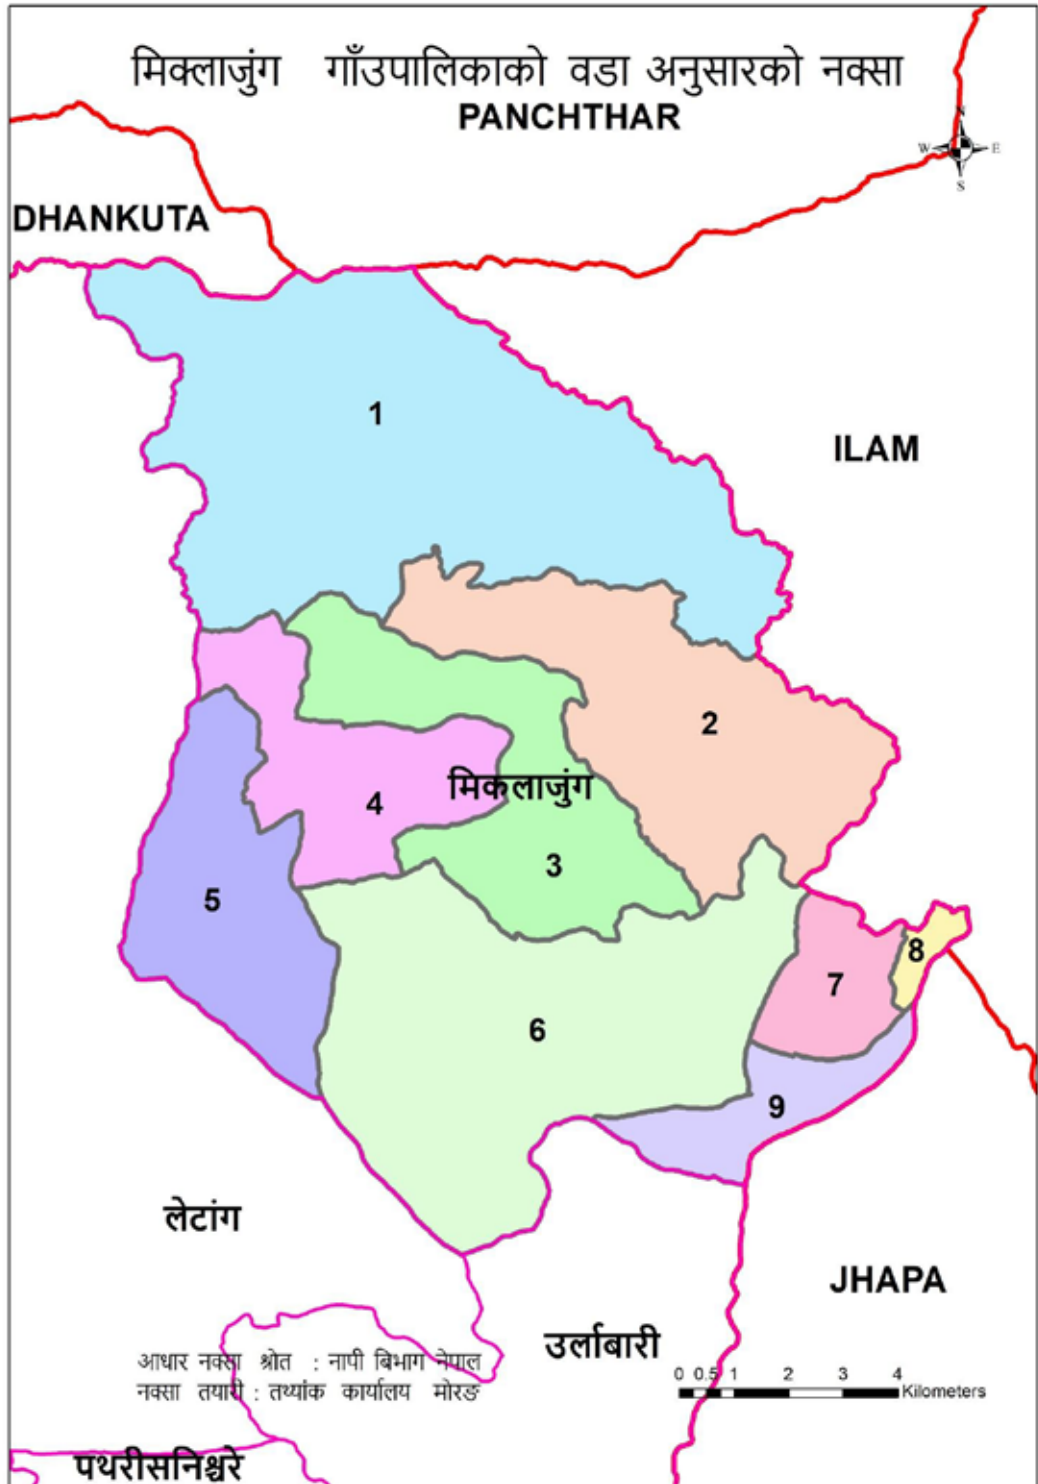 मिक्लाजुंग गाँउपालिकाको वडा अनुसारको नक्सा
PANCHTHAR
N
W E
S
DHANKUTA
1
ILAM
2
मिकलाजुंग
4
3
5
8
7
6
9
लेटांग
JHAPA
उर्लाबारी
आधार नक्सा श्रोत : नापी बिभाग नेपाल
नक्सा तयारी : तथ्यांक कार्यालय मोरङ
0 0.5 1 2 3 4
Kilometers
पथरीसनिश्चरे